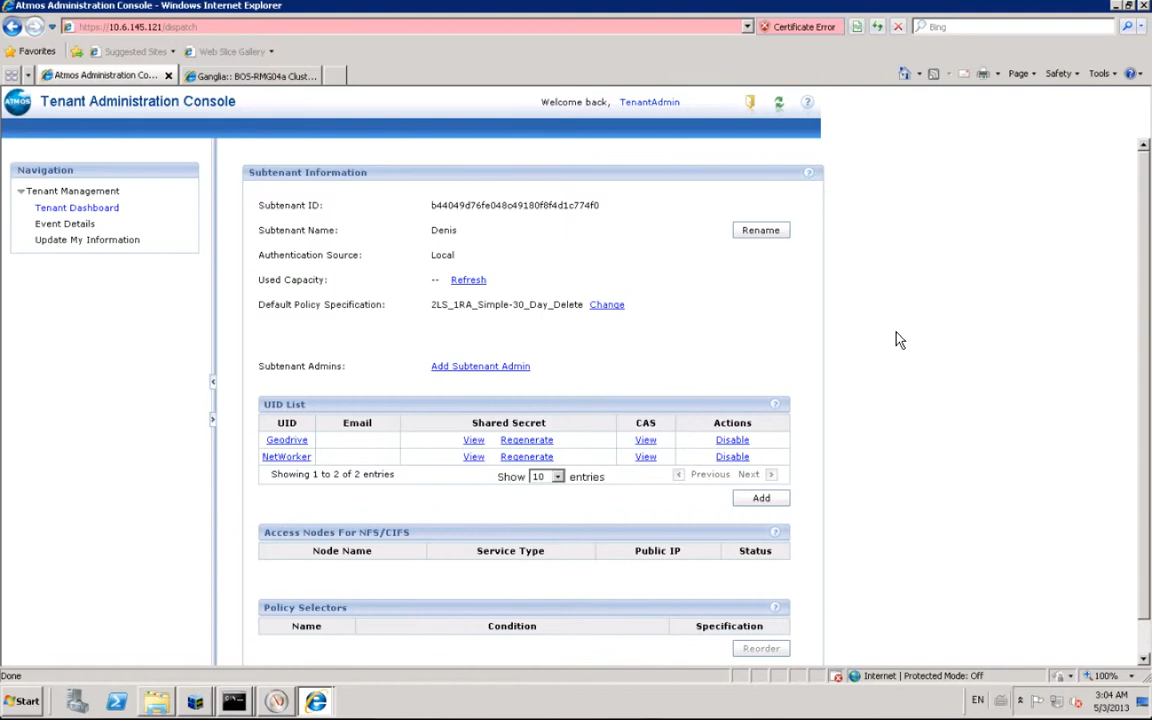 Atmos Administration Console - Windows Internet Explorer
https://10.6.145.121/dispatch
Certificate Error
Bing
Favorites
Suggested Sites
Web Slice Gallery
Atmos Administration Co...
Ganglia:: BOS-RMG04a Clust...
Page
Safety
Tools
ATMOS
Tenant Administration Console
Welcome back, TenantAdmin
Navigation
Tenant Management
Tenant Dashboard
Event Details
Update My Information
Subtenant Information
Subtenant ID: b44049d76fe048c49180f8f4d1c774f0
Subtenant Name: Denis Rename
Authentication Source: Local
Used Capacity: -- Refresh
Default Policy Specification: 2LS_1RA_Simple-30_Day_Delete Change
Subtenant Admins: Add Subtenant Admin
UID List
UID Email Shared Secret CAS Actions
Geodrive View Regenerate View Disable
NetWorker View Regenerate View Disable
Showing 1 to 2 of 2 entries Show 10 entries Previous Next
Add
Access Nodes For NFS/CIFS
Node Name Service Type Public IP Status
Policy Selectors
Name Condition Specification
Reorder
Done Internet | Protected Mode: Off 100%
Start EN 3:04 AM
5/3/2013